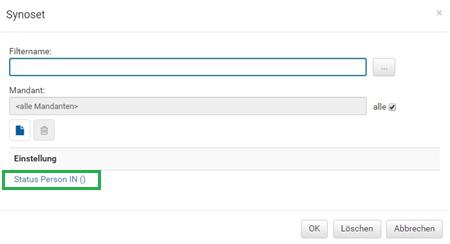 Synoset
×
Filtername:
...
Mandant:
<alle Mandanten>
alle
Einstellung
Status Person IN ()
OK
Löschen
Abbrechen